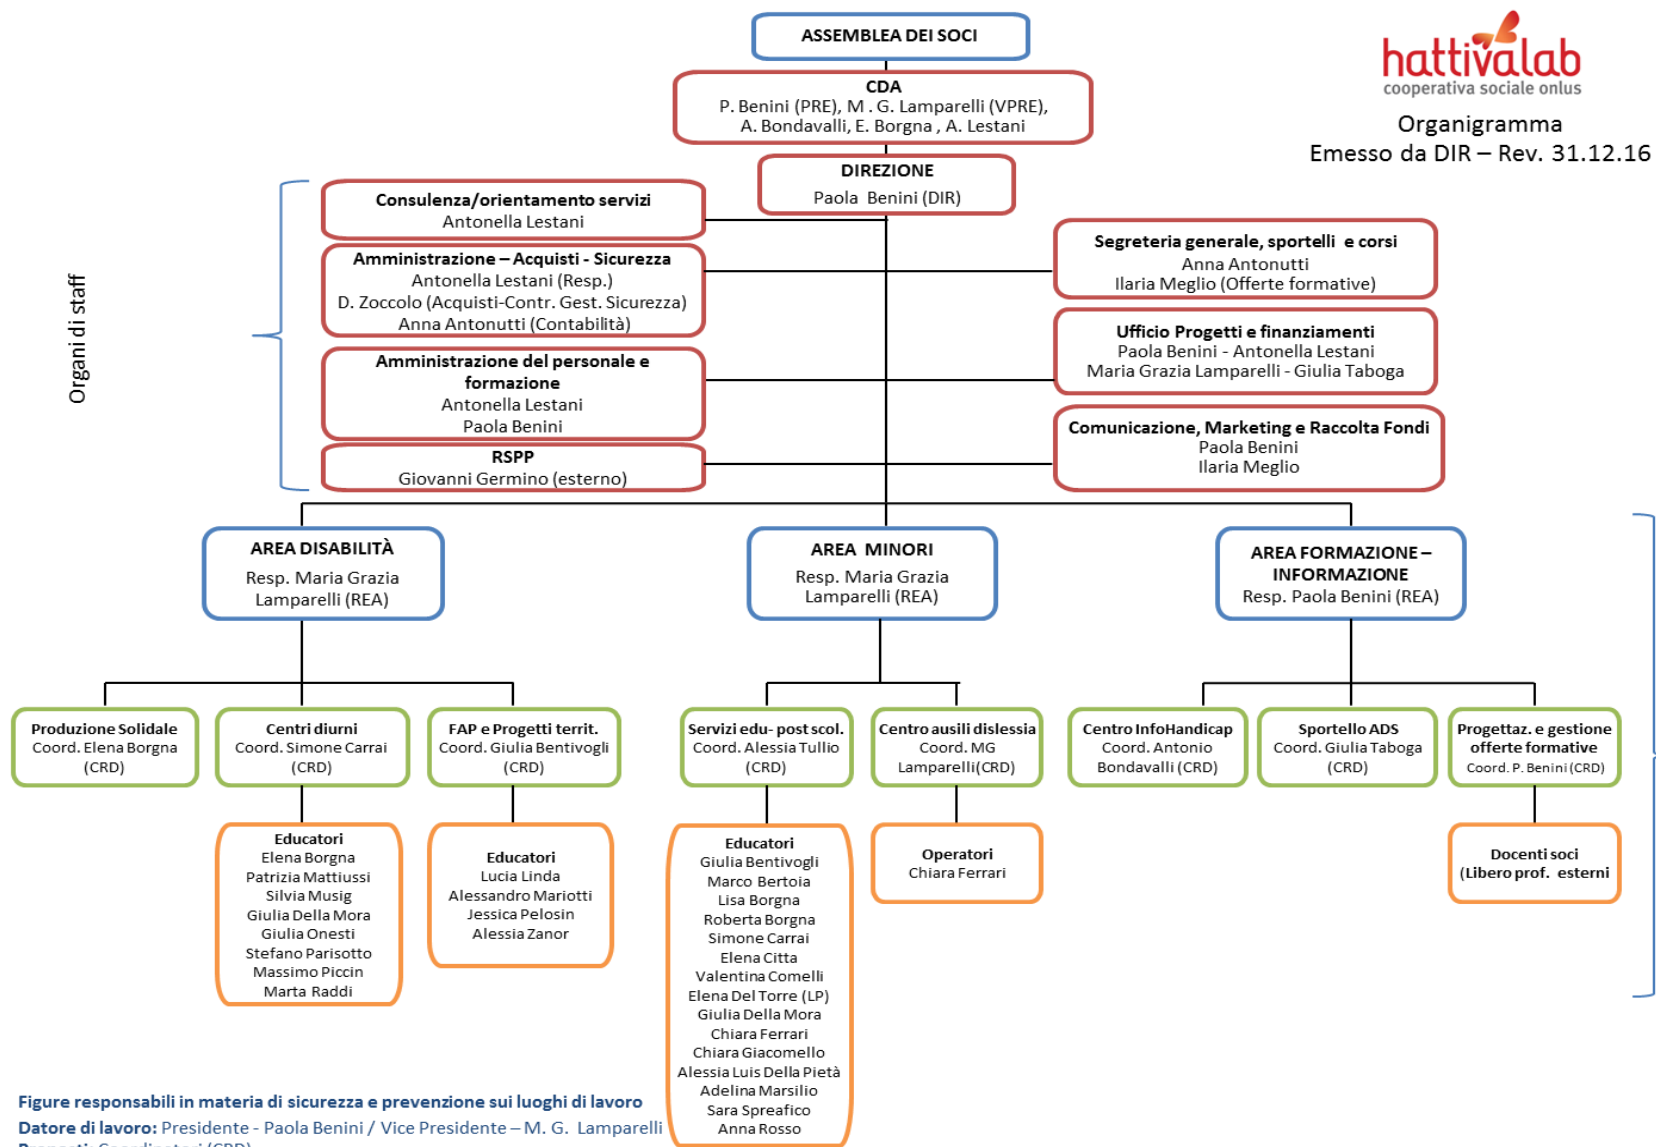 ASSEMBLEA DEI SOCI
hattivalab
cooperativa sociale onlus
Organigramma
Emesso da DIR – Rev. 31.12.16
CDA
P. Benini (PRE), M . G. Lamparelli (VPRE),
A. Bondavalli, E. Borgna , A. Lestani
DIREZIONE
Paola Benini (DIR)
Organi di staff
Consulenza/orientamento servizi
Antonella Lestani
Amministrazione – Acquisti - Sicurezza
Antonella Lestani (Resp.)
D. Zoccolo (Acquisti-Contr. Gest. Sicurezza)
Anna Antonutti (Contabilità)
Amministrazione del personale e
formazione
Antonella Lestani
Paola Benini
RSPP
Giovanni Germino (esterno)
Segreteria generale, sportelli e corsi
Anna Antonutti
Ilaria Meglio (Offerte formative)
Ufficio Progetti e finanziamenti
Paola Benini - Antonella Lestani
Maria Grazia Lamparelli - Giulia Taboga
Comunicazione, Marketing e Raccolta Fondi
Paola Benini
Ilaria Meglio
AREA DISABILITÀ
Resp. Maria Grazia
Lamparelli (REA)
AREA MINORI
Resp. Maria Grazia
Lamparelli (REA)
AREA FORMAZIONE –
INFORMAZIONE
Resp. Paola Benini (REA)
Produzione Solidale
Coord. Elena Borgna
(CRD)
Centri diurni
Coord. Simone Carrai
(CRD)
FAP e Progetti territ.
Coord. Giulia Bentivogli
(CRD)
Servizi edu- post scol.
Coord. Alessia Tullio
(CRD)
Centro ausili dislessia
Coord. MG
Lamparelli(CRD)
Centro InfoHandicap
Coord. Antonio
Bondavalli (CRD)
Sportello ADS
Coord. Giulia Taboga
(CRD)
Progettaz. e gestione
offerte formative
Coord. P. Benini (CRD)
Educatori
Elena Borgna
Patrizia Mattiussi
Silvia Musig
Giulia Della Mora
Giulia Onesti
Stefano Parisotto
Massimo Piccin
Marta Raddi
Educatori
Lucia Linda
Alessandro Mariotti
Jessica Pelosin
Alessia Zanor
Educatori
Giulia Bentivogli
Marco Bertoia
Lisa Borgna
Roberta Borgna
Simone Carrai
Elena Citta
Valentina Comelli
Elena Del Torre (LP)
Giulia Della Mora
Chiara Ferrari
Chiara Giacomello
Alessia Luis Della Pietà
Adelina Marsilio
Sara Spreafico
Anna Rosso
Operatori
Chiara Ferrari
Docenti soci
(Libero prof. esterni
Figure responsabili in materia di sicurezza e prevenzione sui luoghi di lavoro
Datore di lavoro: Presidente - Paola Benini / Vice Presidente – M. G. Lamparelli
Preposti: Coordinatori (CRD)